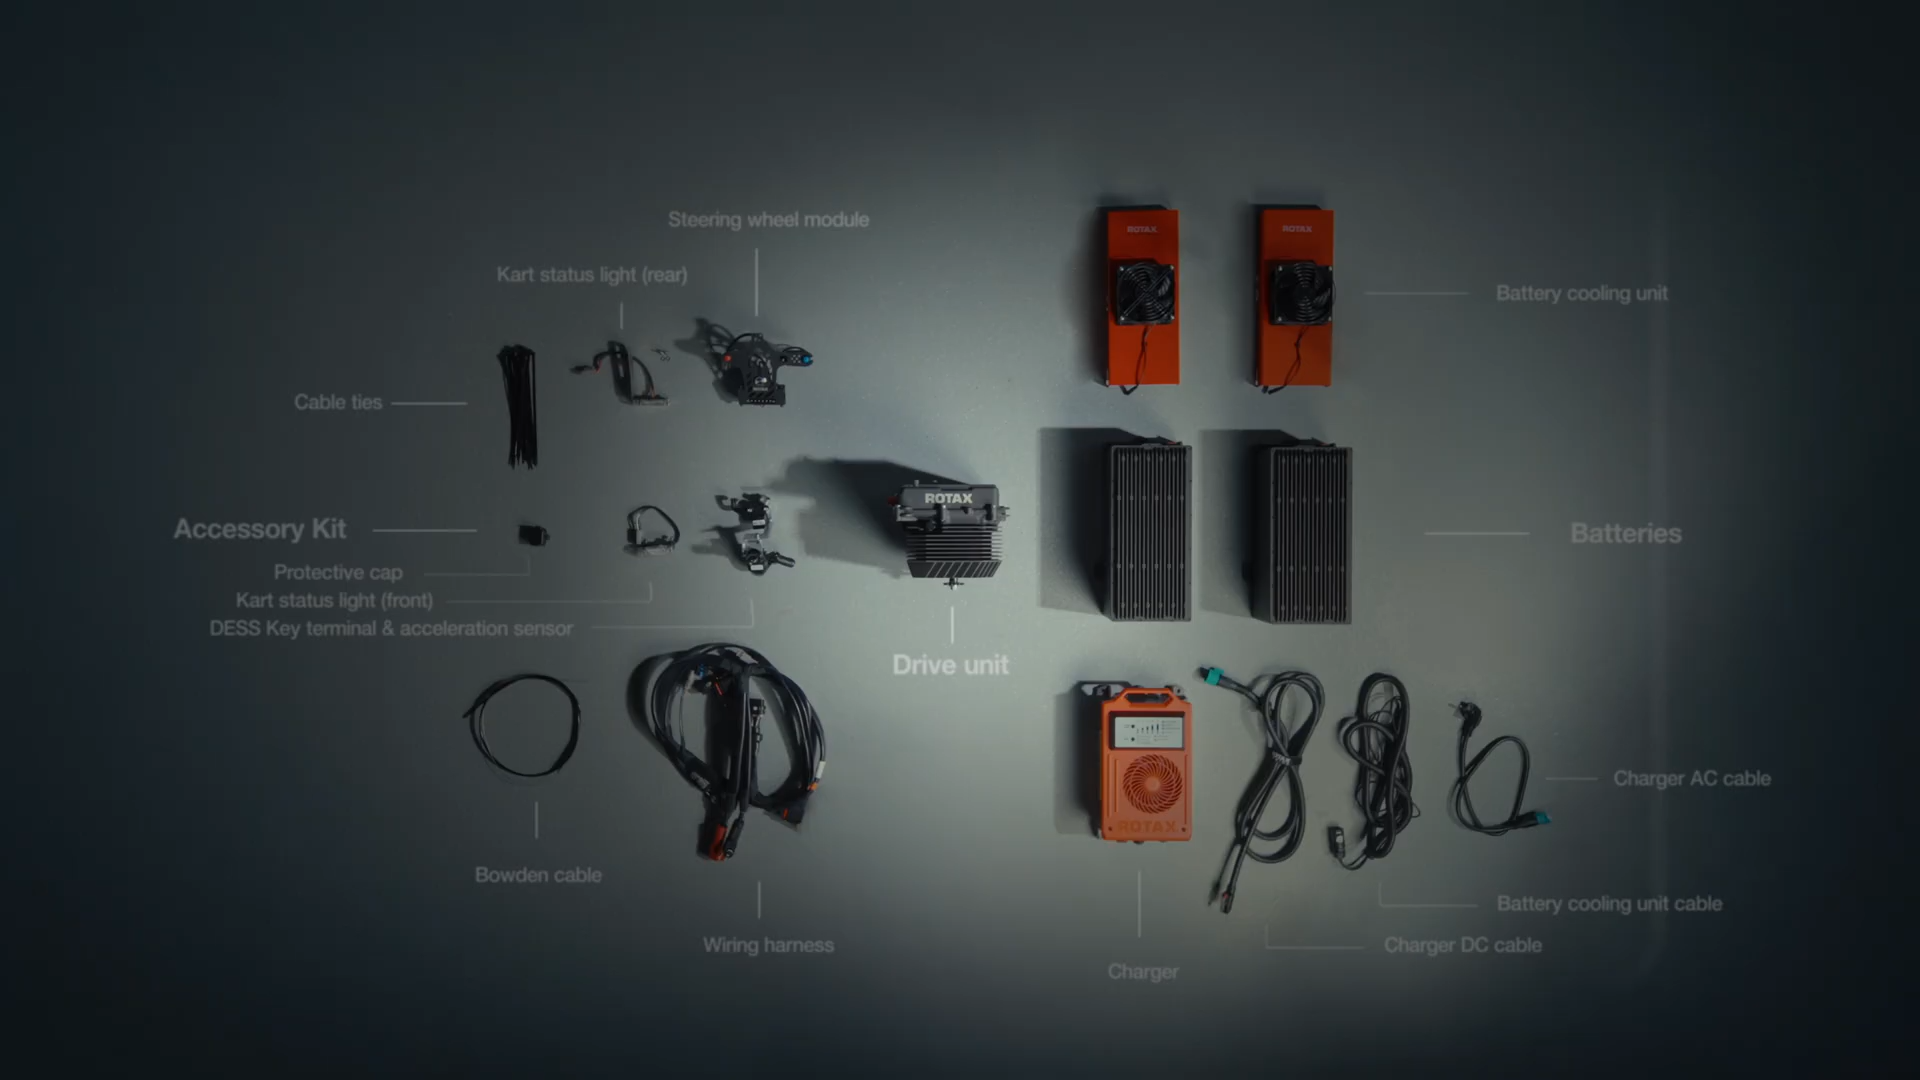 Steering wheel module
ROTAX
ROTAX
Kart status light (rear)
Battery cooling unit
Cable ties
ROTAX
Accessory Kit
Batteries
Protective cap
Kart status light (front)
DESS Key terminal & acceleration sensor
Drive unit
Charger AC cable
ROTAX
Bowden cable
Battery cooling unit cable
Wiring harness
Charger DC cable
Charger